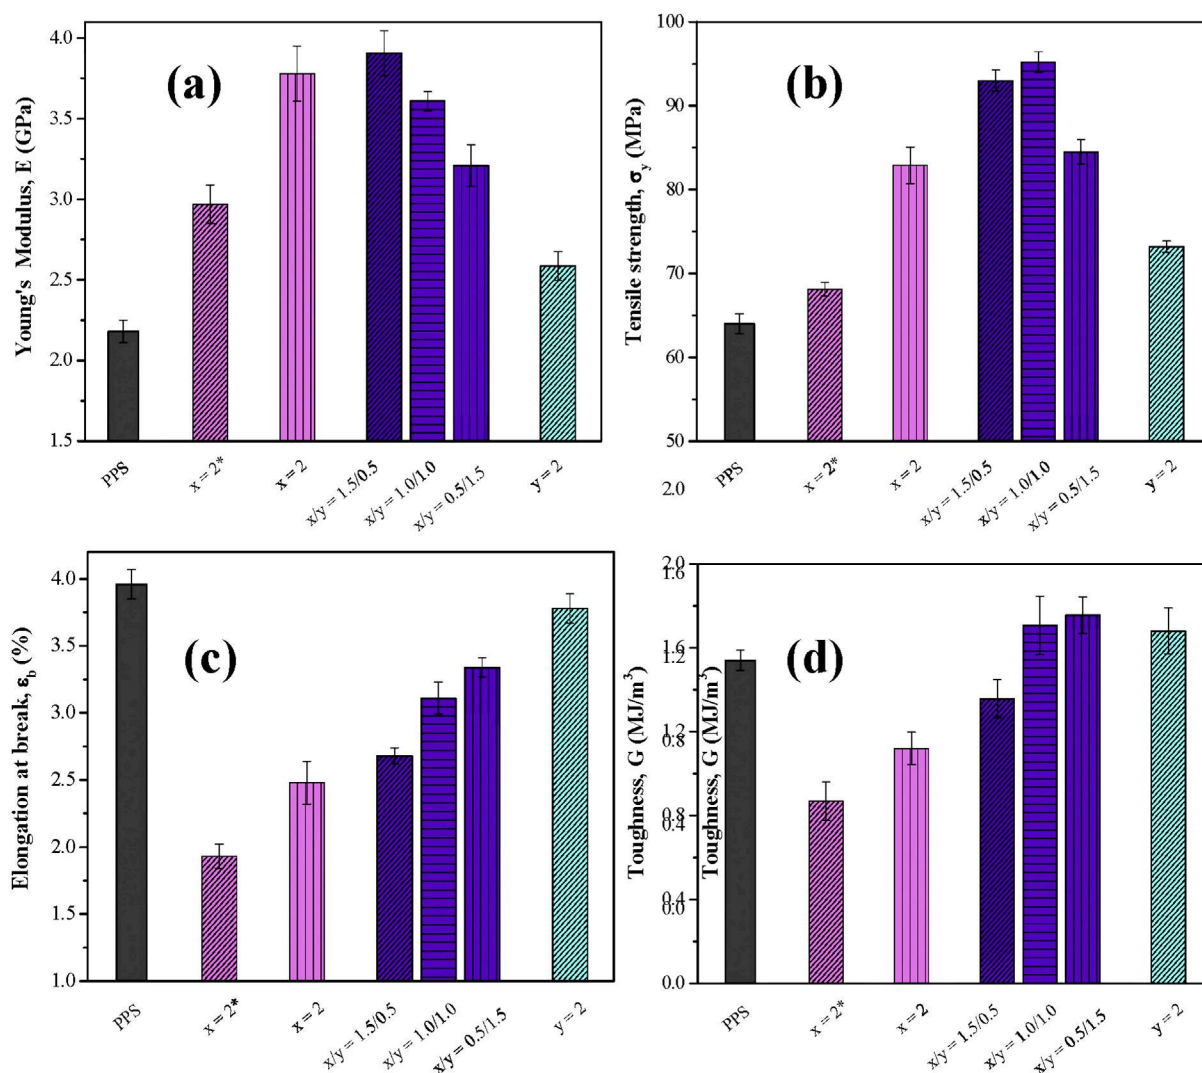 4.0
3.5
3.0
2.5
2.0
1.5
Young's Modulus, E (GPa)
(a)
PPS
x = 2*
x = 2
x/y = 1.5/0.5
x/y = 1.0/1.0
x/y = 0.5/1.5
y = 2
100
90
80
70
60
50
2.0
Tensile strength, σy (MPa)
(b)
PPS
x = 2*
x = 2
x/y = 1.5/0.5
x/y = 1.0/1.0
x/y = 0.5/1.5
y = 2
4.0
3.5
3.0
2.5
2.0
1.5
1.0
Elongation at break, εb (%)
(c)
PPS
x = 2*
x = 2
x/y = 1.5/0.5
x/y = 1.0/1.0
x/y = 0.5/1.5
y = 2
2.0
1.6
1.6
1.2
1.2
0.8
0.8
0.4
0.4
0.0
0.0
Toughness, G (MJ/m³)
Toughness, G (MJ/m³)
(d)
PPS
x = 2*
x = 2
x/y = 1.5/0.5
x/y = 1.0/1.0
x/y = 0.5/1.5
y = 2